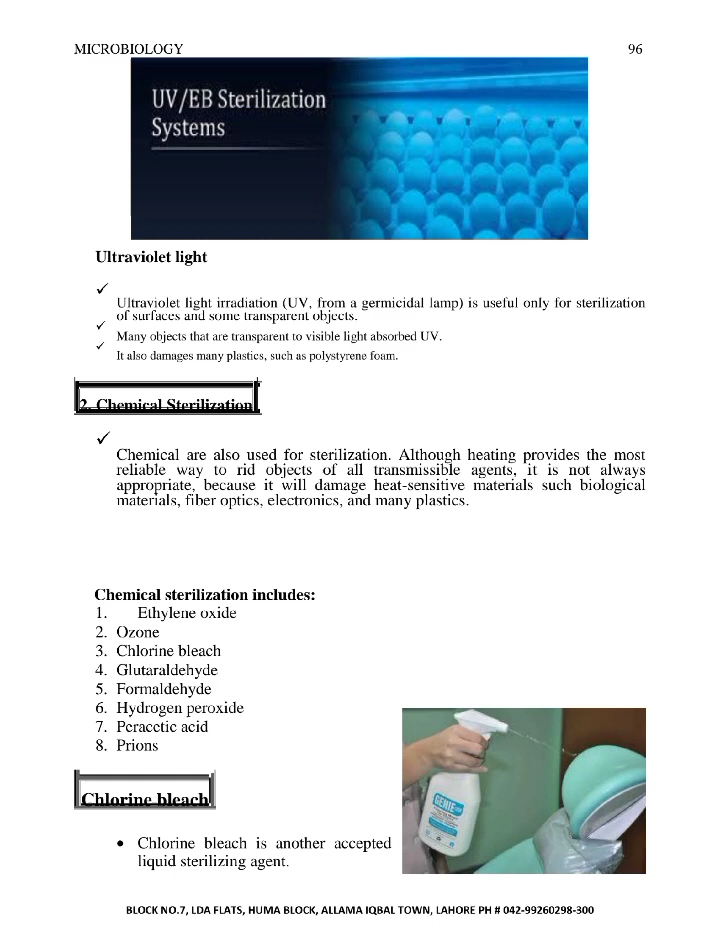 MICROBIOLOGY 96
UV/EB Sterilization
Systems
Ultraviolet light
✓
Ultraviolet light irradiation (UV, from a germicidal lamp) is useful only for sterilization
of surfaces and some transparent objects.
✓
Many objects that are transparent to visible light absorbed UV.
✓
It also damages many plastics, such as polystyrene foam.
2. Chemical Sterilization
✓
Chemical are also used for sterilization. Although heating provides the most
reliable way to rid objects of all transmissible agents, it is not always
appropriate, because it will damage heat-sensitive materials such biological
materials, fiber optics, electronics, and many plastics.
Chemical sterilization includes:
1. Ethylene oxide
2. Ozone
3. Chlorine bleach
4. Glutaraldehyde
5. Formaldehyde
6. Hydrogen peroxide
7. Peracetic acid
8. Prions
GENIE
Chlorine bleach
• Chlorine bleach is another accepted
liquid sterilizing agent.
BLOCK NO.7, LDA FLATS, HUMA BLOCK, ALLAMA IQBAL TOWN, LAHORE PH # 042-99260298-300